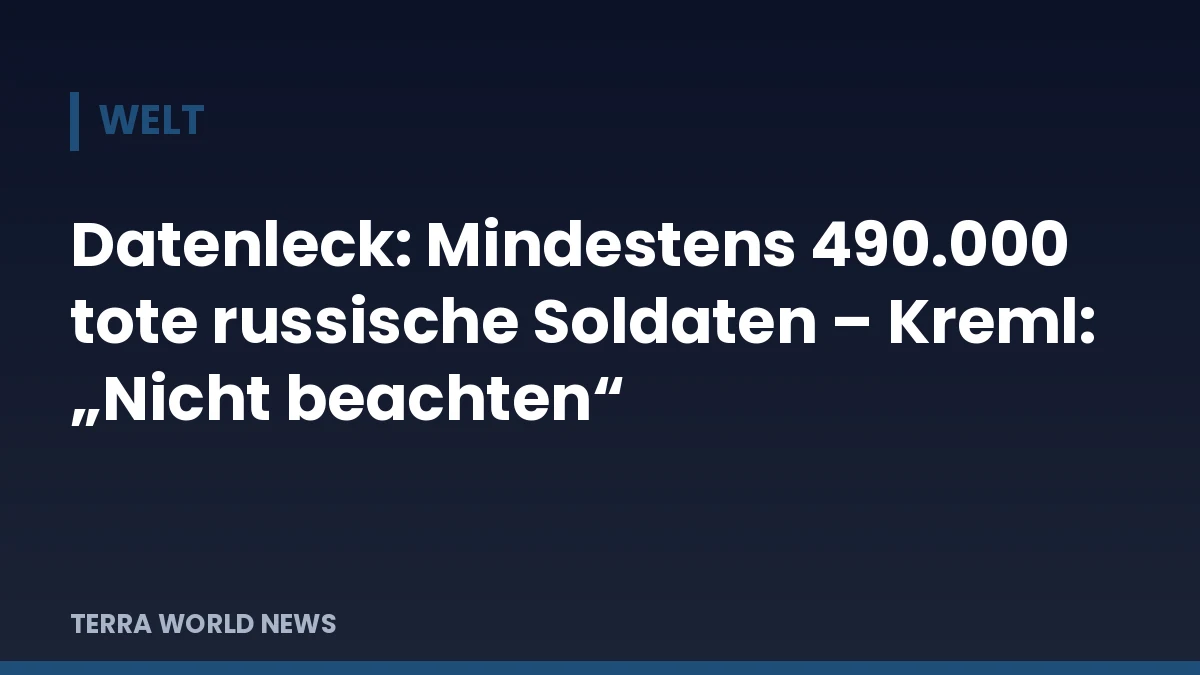 WELT
Datenleck: Mindestens 490.000
tote russische Soldaten – Kreml:
„Nicht beachten“
TERRA WORLD NEWS